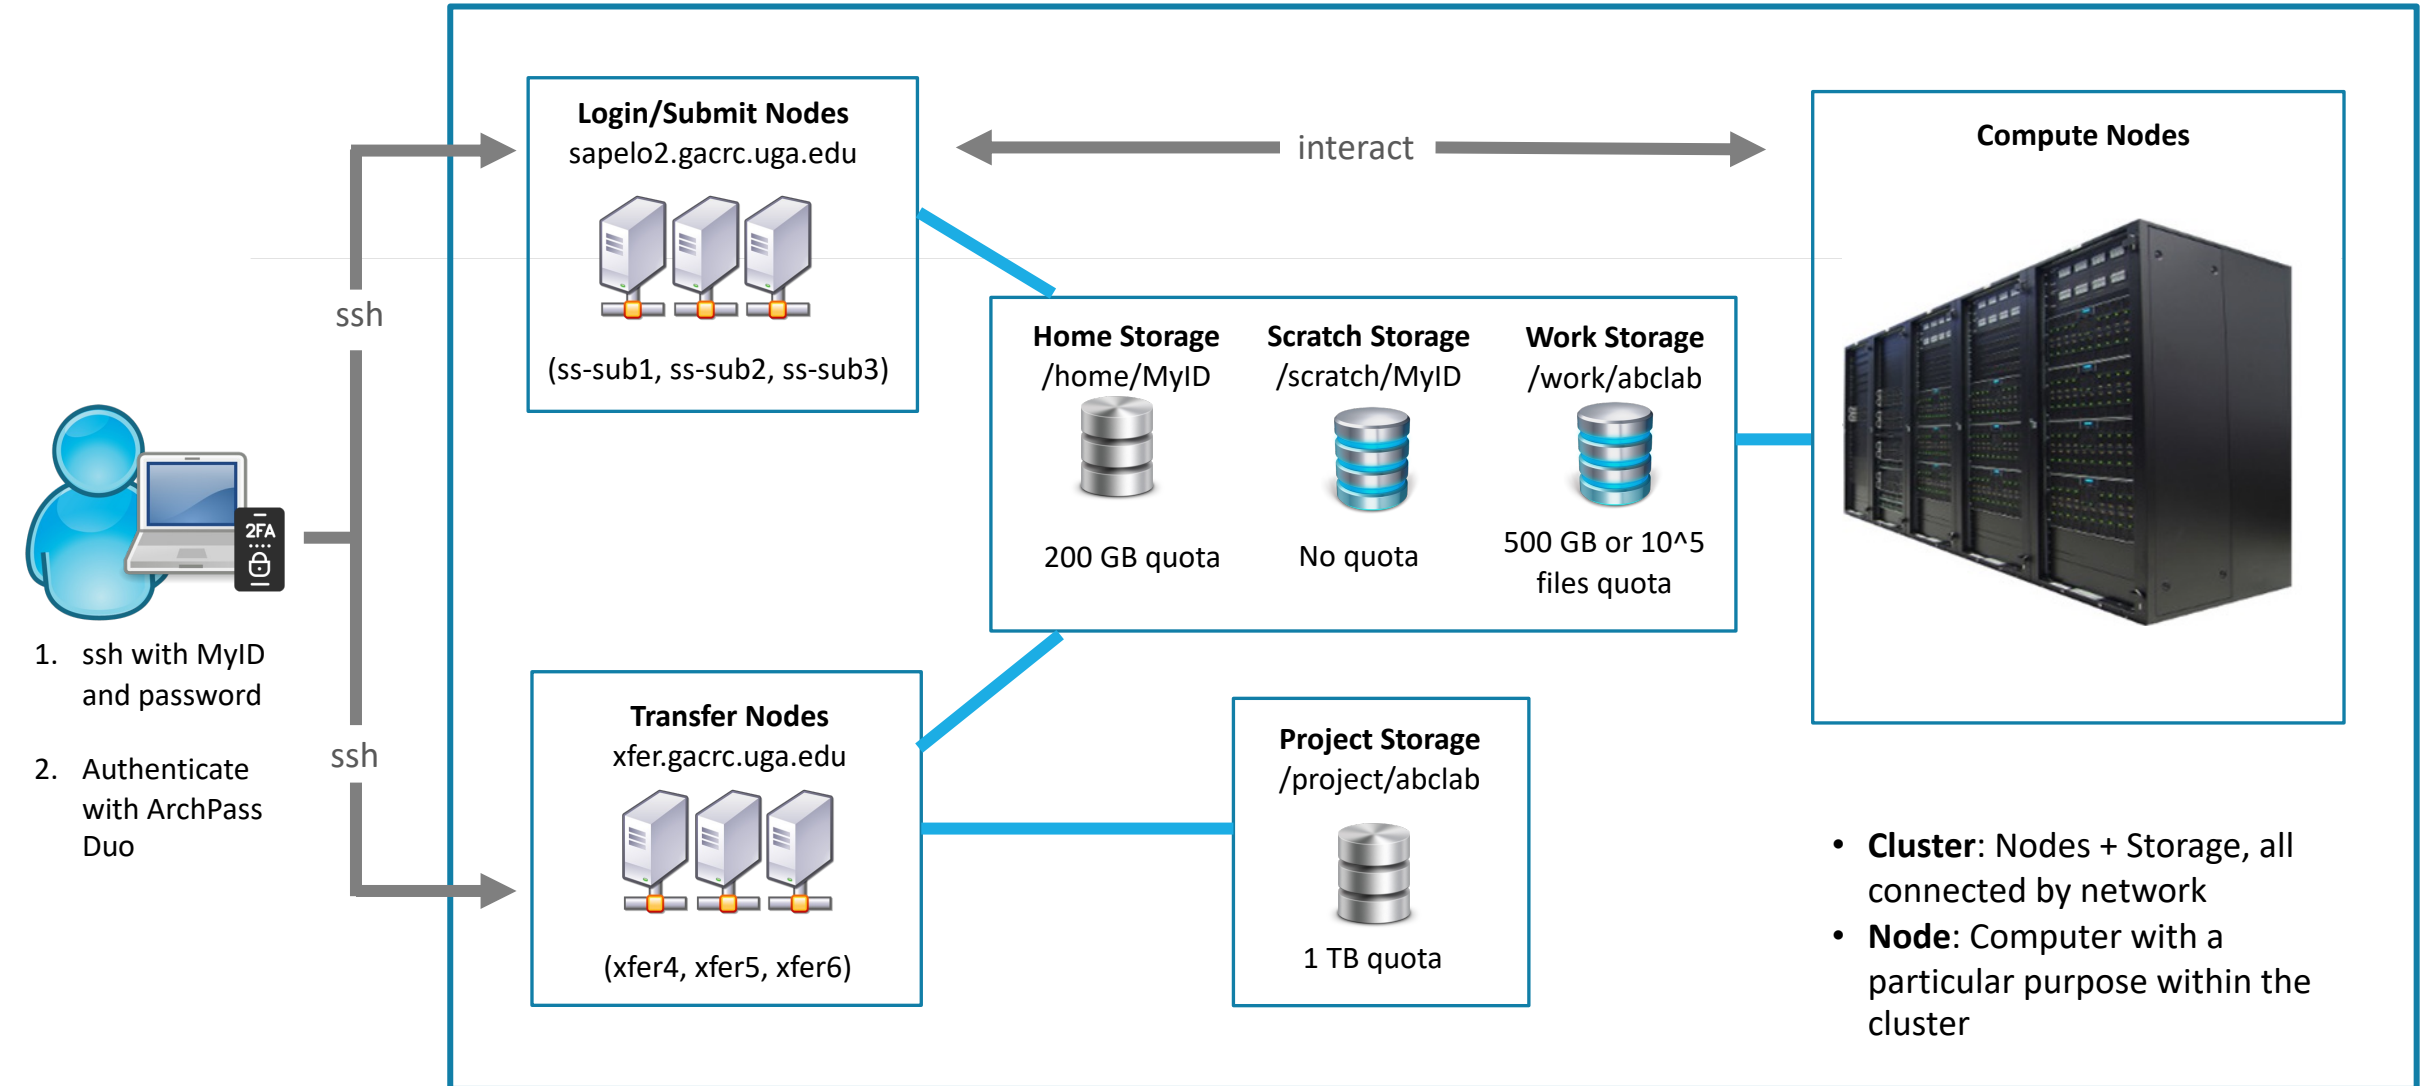 Login/Submit Nodes
sapelo2.gacrc.uga.edu
(ss-sub1, ss-sub2, ss-sub3)
interact
Compute Nodes
ssh
Home Storage
/home/MyID
200 GB quota
Scratch Storage
/scratch/MyID
No quota
Work Storage
/work/abclab
500 GB or 10^5
files quota
2FA
1. ssh with MyID
and password
2. Authenticate
with ArchPass
Duo
ssh
Transfer Nodes
xfer.gacrc.uga.edu
(xfer4, xfer5, xfer6)
Project Storage
/project/abclab
1 TB quota
• Cluster: Nodes + Storage, all
connected by network
• Node: Computer with a
particular purpose within the
cluster